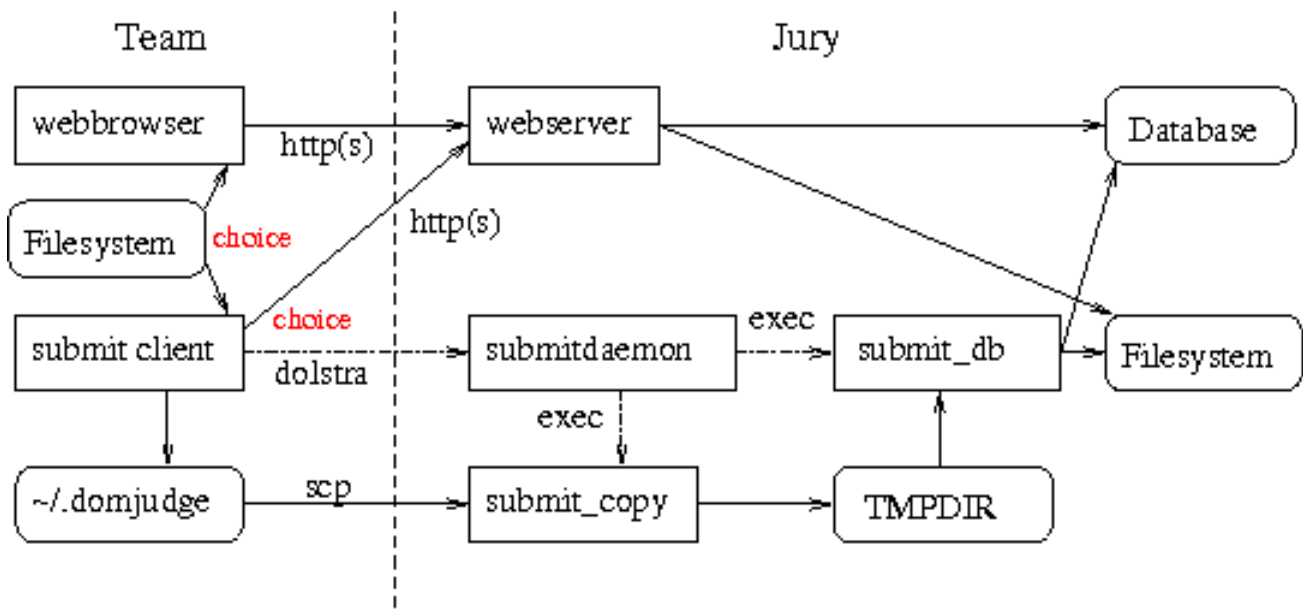 Team
Jury
webbrowser
http(s)
webserver
Database
Filesystem
choice
http(s)
submit client
choice
dolstra
submitdaemon
exec
submit_db
Filesystem
exec
~/.domjudge
scp
submit_copy
TMPDIR